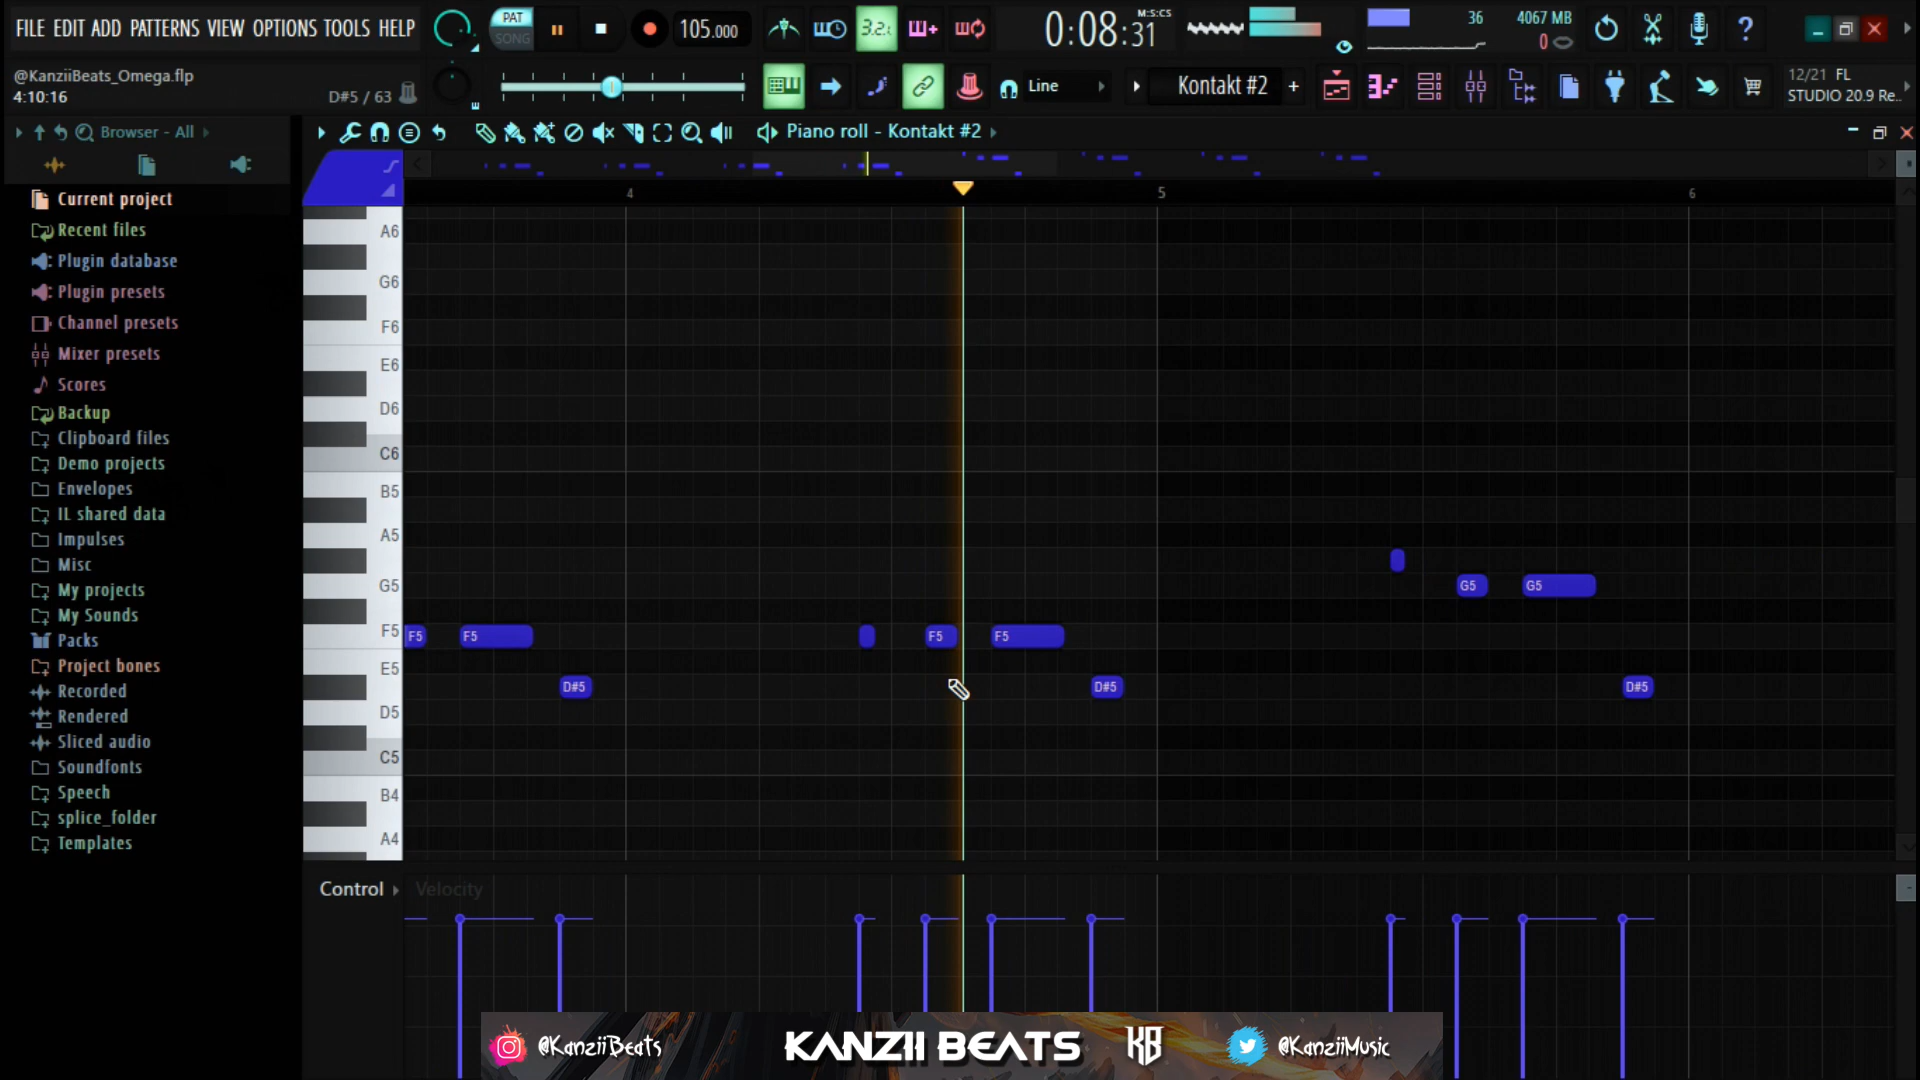 FILE EDIT ADD PATTERNS VIEW OPTIONS TOOLS HELP
PAT
SONG
105.000
3.2.1
0:08:31
M:S:CS
36
4067 MB
0
@KanziiBeats_Omega.flp
4:10:16
D#5 / 63
Line
Kontakt #2
12/21 FL
STUDIO 20.9 Re..
Browser - All
Piano roll - Kontakt #2
Current project
Recent files
Plugin database
Plugin presets
Channel presets
Mixer presets
Scores
Backup
Clipboard files
Demo projects
Envelopes
IL shared data
Impulses
Misc
My projects
My Sounds
Packs
Project bones
Recorded
Rendered
Sliced audio
Soundfonts
Speech
splice_folder
Templates
4
5
6
A6
G6
F6
E6
D6
C6
B5
A5
G5
F5
E5
D5
C5
B4
A4
G5
G5
F5
F5
F5
F5
D#5
D#5
D#5
Control
Velocity
@KanziiBeats
KANZII BEATS
KB
@KanziiMusic